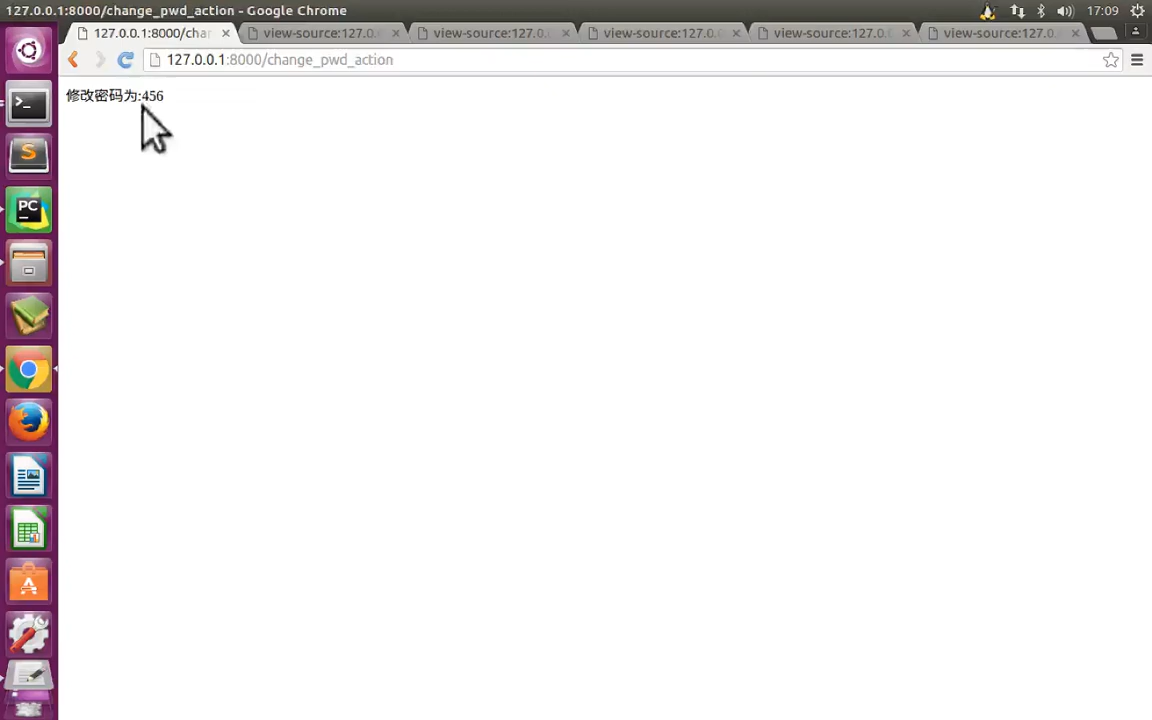 127.0.0.1:8000/change_pwd_action - Google Chrome
17:09
127.0.0.1:8000/char
view-source:127.0.
view-source:127.0.
view-source:127.0.
view-source:127.0.
view-source:127.0.
127.0.0.1:8000/change_pwd_action
修改密码为:456
>_
S
PC
A